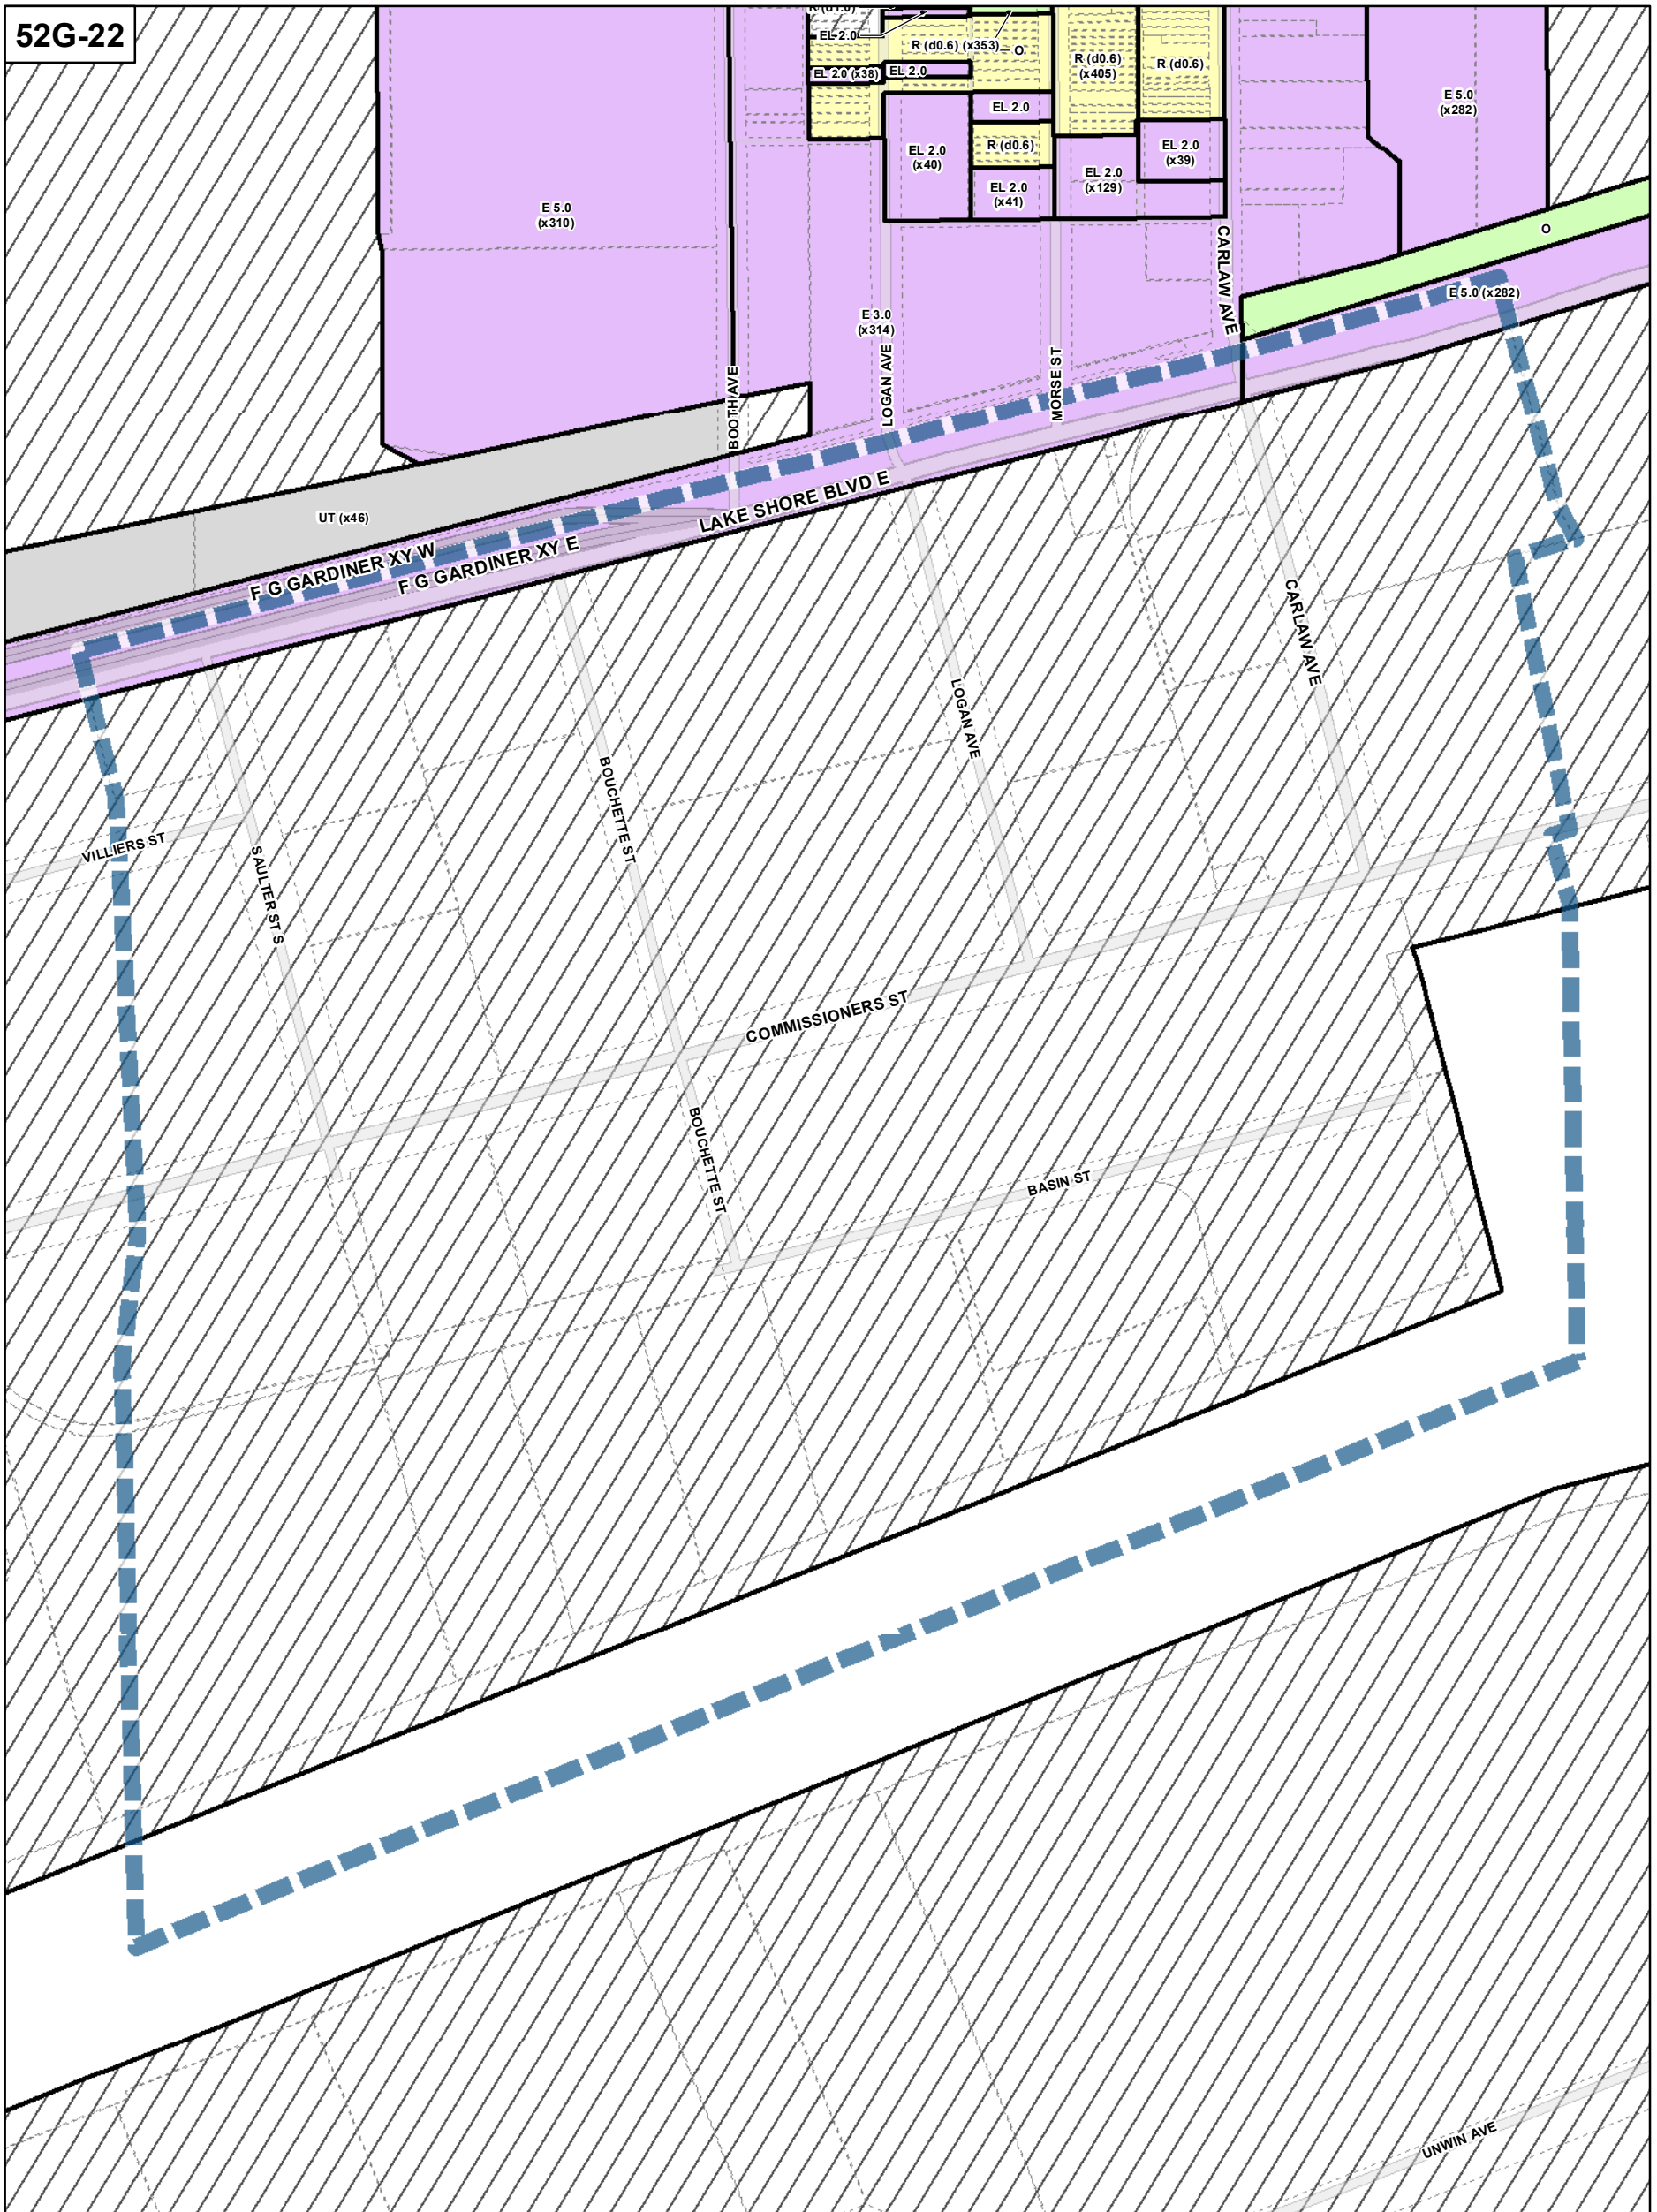 52G-22
R (d1.0)
EL 2.0
R (d0.6) (x353)
O
EL 2.0 (x38)
EL 2.0
R (d0.6)
(x405)
R (d0.6)
E 5.0
(x282)
EL 2.0
EL 2.0
(x40)
R (d0.6)
EL 2.0
(x39)
EL 2.0
(x129)
EL 2.0
(x41)
E 5.0
(x310)
O
CARLAW AVE
E 5.0 (x282)
E 3.0
(x314)
LOGAN AVE
MORSE ST
BOOTH AVE
LAKE SHORE BLVD E
UT (x46)
F G GARDINER XY W
F G GARDINER XY E
CARLAW AVE
LOGAN AVE
BOUCHETTE ST
VILLIERS ST
SAULTER ST S
COMMISSIONERS ST
BOUCHETTE ST
BASIN ST
UNWIN AVE